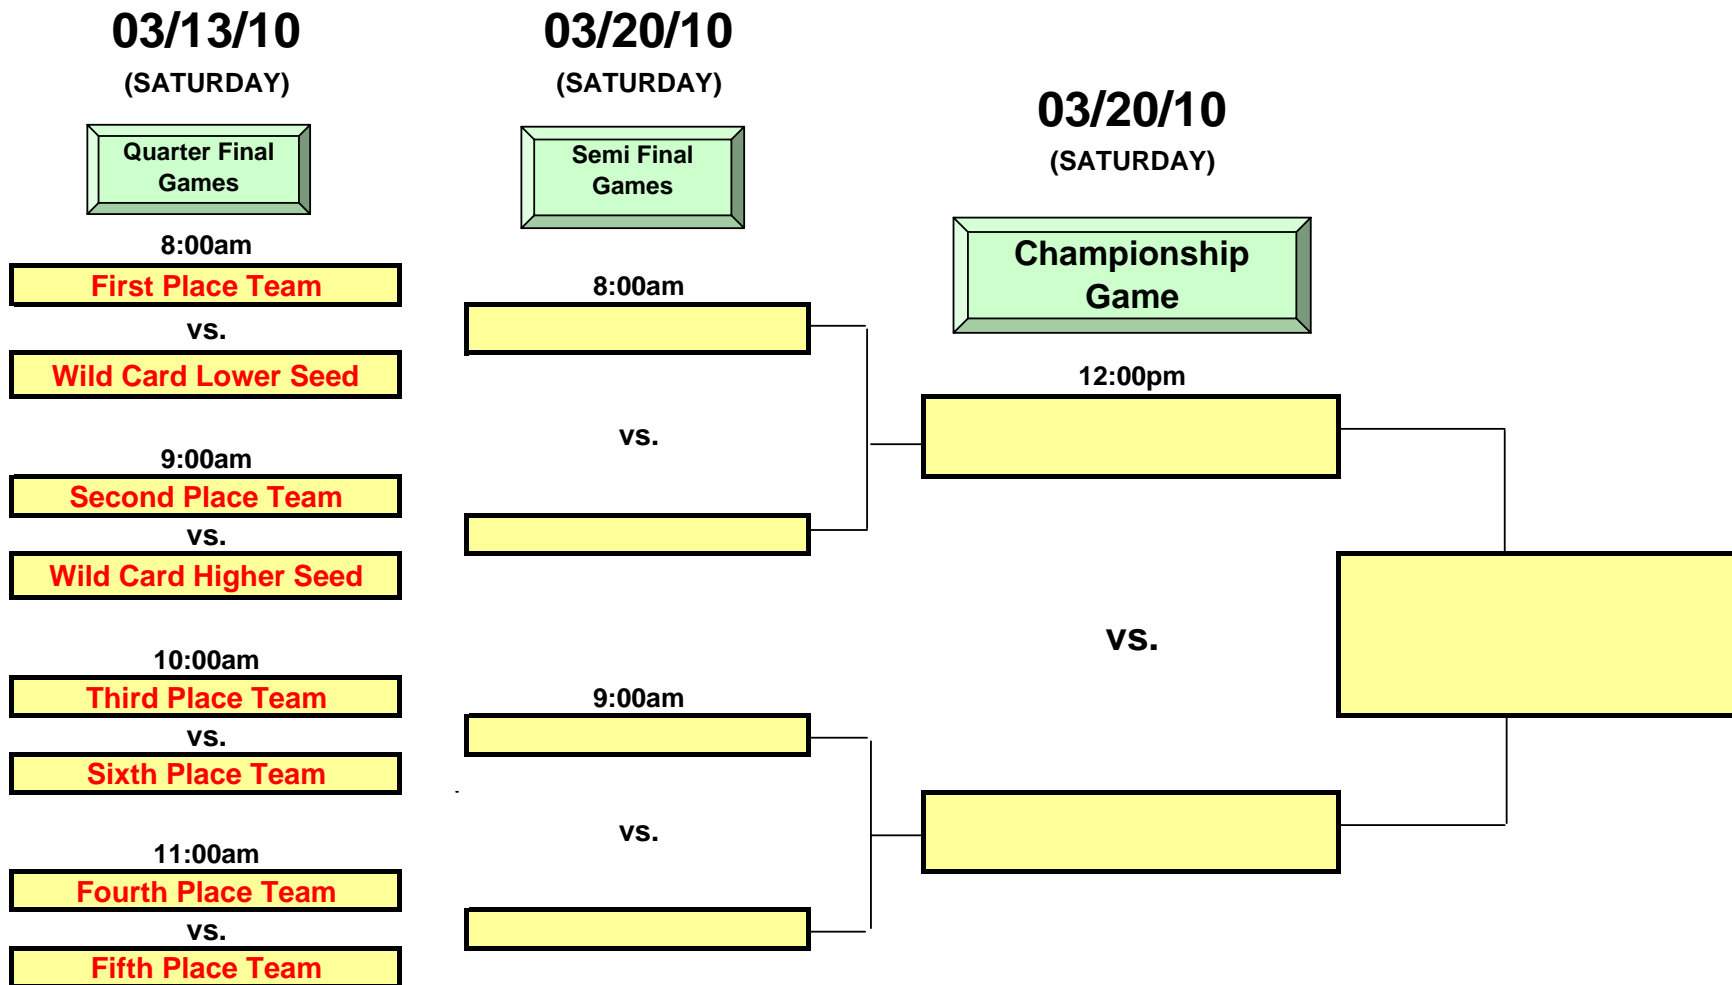 03/13/10
(SATURDAY)
Quarter Final
Games
8:00am
First Place Team
vs.
Wild Card Lower Seed
9:00am
Second Place Team
vs.
Wild Card Higher Seed
10:00am
Third Place Team
vs.
Sixth Place Team
11:00am
Fourth Place Team
vs.
Fifth Place Team
03/20/10
(SATURDAY)
Semi Final
Games
8:00am
vs.
9:00am
vs.
03/20/10
(SATURDAY)
Championship
Game
12:00pm
vs.